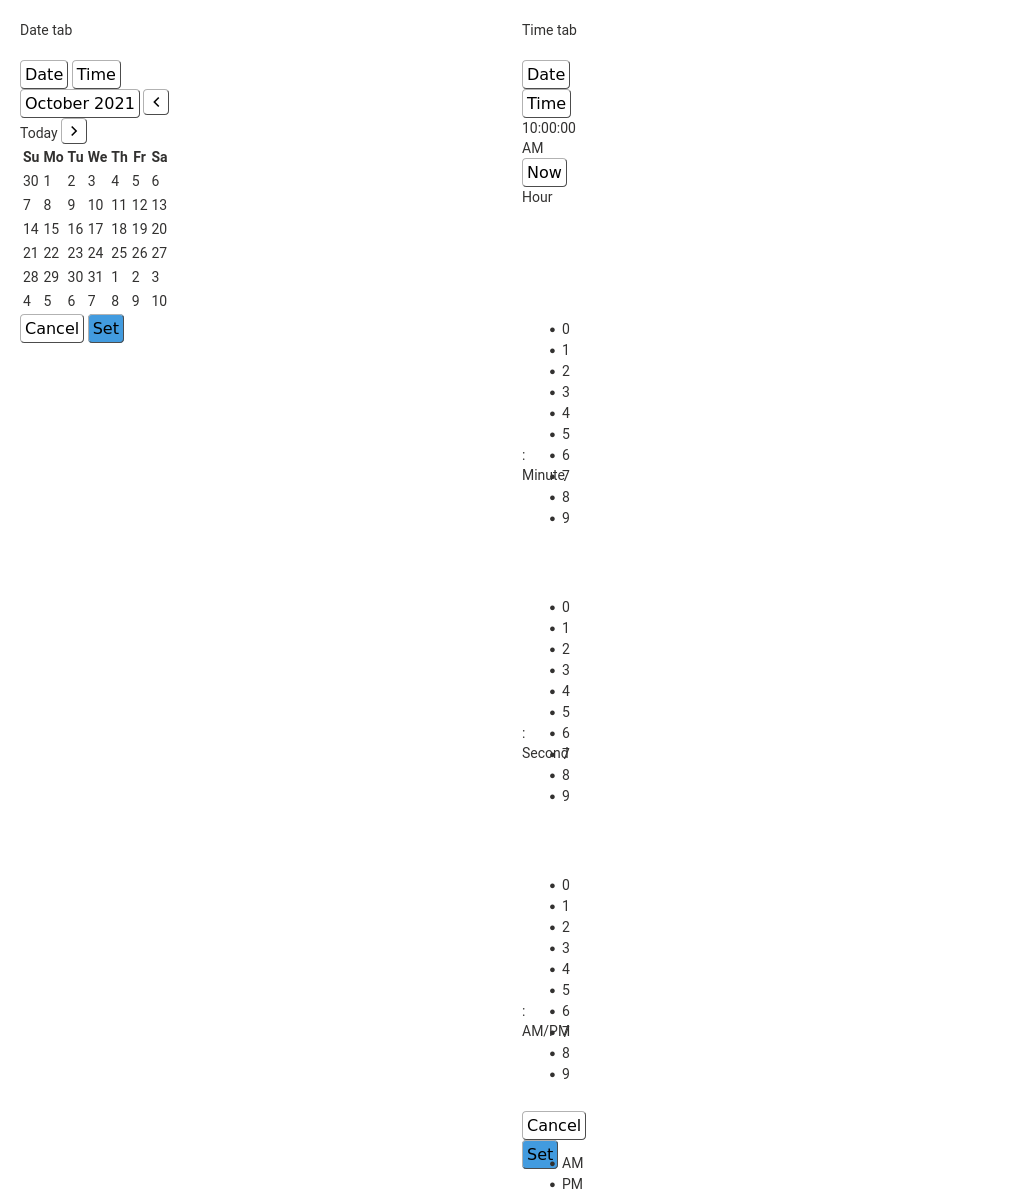 Date tab
Date Time
October 2021
Today
Su Mo Tu We Th Fr Sa
30 1 2 3 4 5 6
7 8 9 10 11 12 13
14 15 16 17 18 19 20
21 22 23 24 25 26 27
28 29 30 31 1 2 3
4 5 6 7 8 9 10
Cancel Set
Time tab
Date
Time
10:00:00
AM
Now
Hour
• 0
• 1
• 2
• 3
• 4
• 5
: • 6
Minute • 7
• 8
• 9
• 0
• 1
• 2
• 3
• 4
• 5
: • 6
Second • 7
• 8
• 9
• 0
• 1
• 2
• 3
• 4
• 5
: • 6
AM/PM • 7
• 8
• 9
Cancel
Set
• AM
• PM